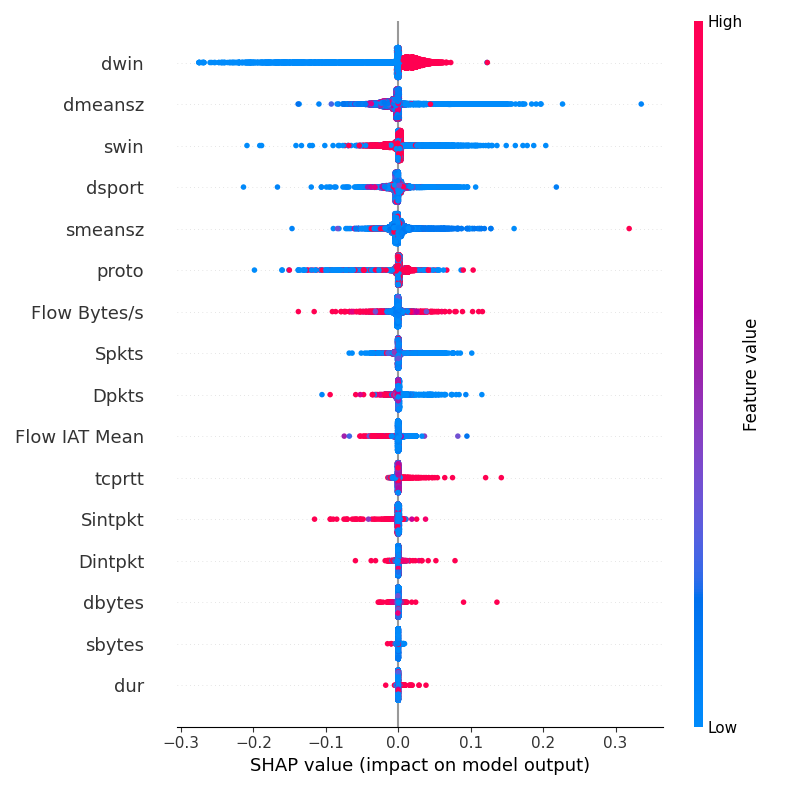 High
dwin
dmeansz
swin
dsport
smeansz
proto
Flow Bytes/s
Spkts
Dpkts
Flow IAT Mean
tcprtt
Sintpkt
Dintpkt
dbytes
sbytes
dur
Feature value
Low
−0.3 −0.2 −0.1 0.0 0.1 0.2 0.3
SHAP value (impact on model output)